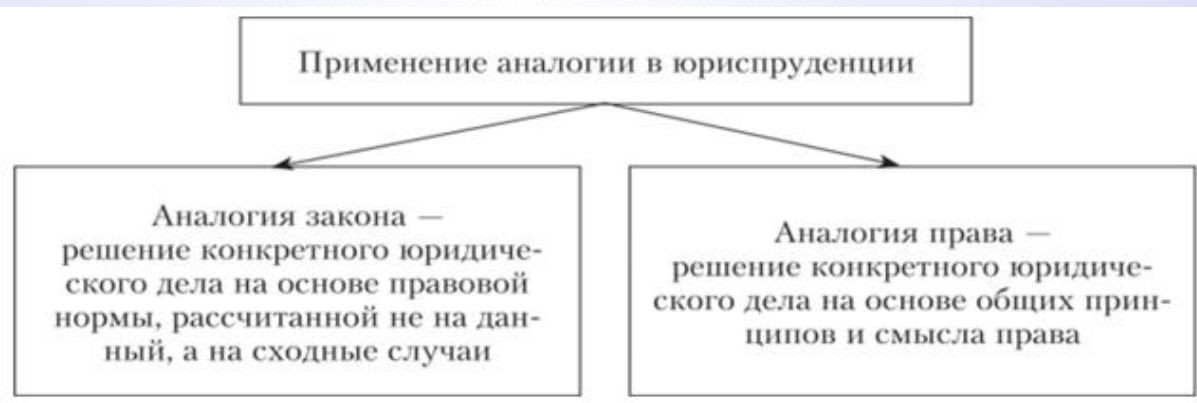 Применение аналогии в юриспруденции
Аналогия закона —
решение конкретного юридиче-
ского дела на основе правовой
нормы, рассчитанной не на дан-
ный, а на сходные случаи
Аналогия права —
решение конкретного юридиче-
ского дела на основе общих прин-
ципов и смысла права